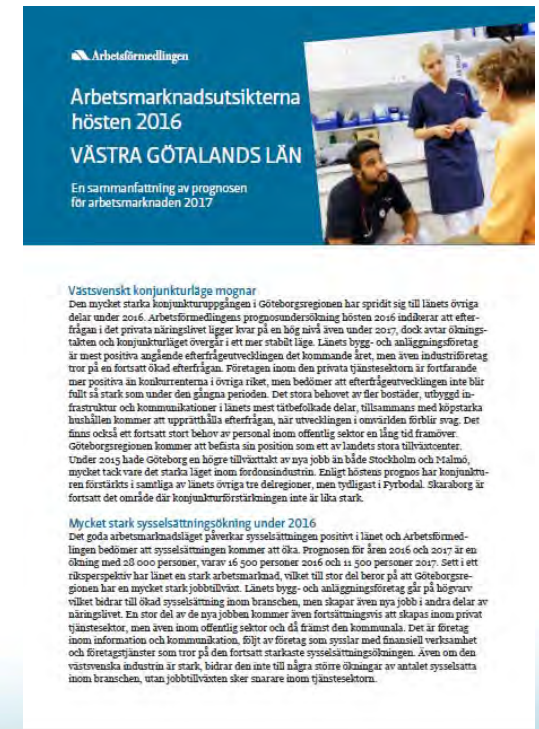 Arbetsförmedlingen
Arbetsmarknadsutsikterna
hösten 2016
VÄSTRA GÖTALANDS LÄN
En sammanfattning av prognosen
för arbetsmarknaden 2017
Västsvenskt konjunkturläge mognar
Den mycket starka konjunkturuppgången i Göteborgsregionen har spridit sig till länets övriga
delar under 2016. Arbetsförmedlingens prognosundersökning hösten 2016 indikerar att efter-
frågan i det privata näringslivet ligger kvar på en hög nivå även under 2017, dock avtar öknings-
takten och konjunkturläget övergår i ett mer stabilt läge. Länets bygg- och anläggningsföretag
är mest positiva angående efterfrågeutvecklingen det kommande året, men även industriföretag
tror på en fortsatt ökad efterfrågan. Företagen inom den privata tjänstesektorn är fortfarande
mer positiva än konkurrenterna i övriga riket, men bedömer att efterfrågeutvecklingen inte blir
fullt så stark som under den gångna perioden. Det stora behovet av fler bostäder, utbyggd in-
frastruktur och kommunikationer i länets mest tätbefolkade delar, tillsammans med köpstarka
hushållen kommer att upprätthålla efterfrågan, när utvecklingen i omvärlden förblir svag. Det
finns också ett fortsatt stort behov av personal inom offentlig sektor en lång tid framöver.
Göteborgsregionen kommer att befästa sin position som ett av landets stora tillväxtcenter.
Under 2015 hade Göteborg en högre tillväxttakt av nya jobb än både Stockholm och Malmö,
mycket tack vare det starka läget inom fordonsindustrin. Enligt höstens prognos har konjunktu-
ren förstärkts i samtliga av länets övriga tre delregioner, men tydligast i Fyrbodal. Skaraborg är
fortsatt det område där konjunkturförstärkningen inte är lika stark.
Mycket stark sysselsättningsökning under 2016
Det goda arbetsmarknadsläget påverkar sysselsättningen positivt i länet och Arbetsförmed-
lingen bedömer att sysselsättningen kommer att öka. Prognosen för åren 2016 och 2017 är en
ökning med 28 000 personer, varav 16 500 personer 2016 och 11 500 personer 2017. Sett i ett
riksperspektiv har länet en stark arbetsmarknad, vilket till stor del beror på att Göteborgsre-
gionen har en mycket stark jobbtillväxt. Länets bygg- och anläggningsföretag går på högvarv
vilket bidrar till ökad sysselsättning inom branschen, men skapar även nya jobb i andra delar av
näringslivet. En stor del av de nya jobben kommer även fortsättningsvis att skapas inom privat
tjänstesektor, men även inom offentlig sektor och då främst den kommunala. Det är företag
inom information och kommunikation, följt av företag som sysslar med finansiell verksamhet
och företagstjänster som tror på den fortsatt starkaste sysselsättningsökningen. Även om den
västsvenska industrin är stark, bidrar den inte till några större ökningar av antalet sysselsatta
inom branschen, utan jobbtillväxten sker snarare inom tjänstesektorn.